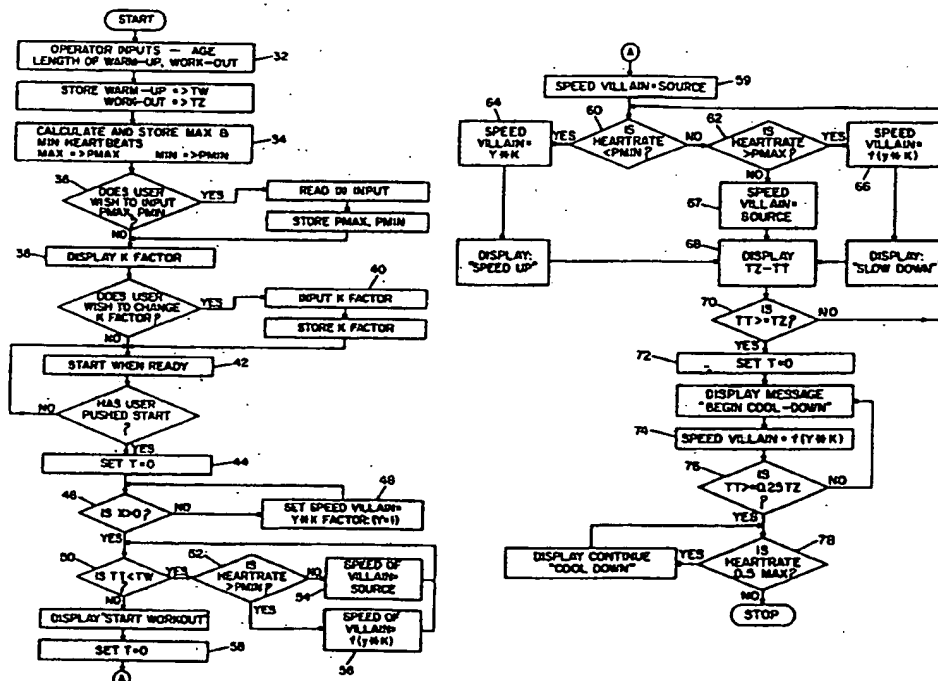 START
OPERATOR INPUTS — AGE
LENGTH OF WARM-UP, WORK-OUT
32
STORE WARM-UP =>TW
WORK-OUT =>TZ
CALCULATE AND STORE MAX &
MIN HEARTBEATS
MAX =>PMAX MIN =>PMIN
34
36
DOES USER
WISH TO INPUT
PMAX, PMIN
?
YES
NO
READ IN INPUT
STORE PMAX, PMIN
38
DISPLAY K FACTOR
DOES USER
WISH TO CHANGE
K FACTOR?
YES
NO
40
INPUT K FACTOR
STORE K FACTOR
START WHEN READY
42
HAS USER
PUSHED START
?
NO
YES
SET T=0
44
46
IS X>0?
NO
YES
48
SET SPEED VILLAIN=
Y*K FACTOR:(Y=1)
50
IS TT<TW
?
YES
NO
52
IS
HEARTRATE
>PMIN?
NO
YES
54
SPEED OF
VILLAIN=
SOURCE
SPEED OF
VILLAIN=
f(y*K)
56
DISPLAY "START WORKOUT
SET T=0
58
A
A
SPEED VILLAIN=SOURCE
59
64
SPEED
VILLAIN=
Y*K
YES
60
IS
HEARTRATE
<PMIN?
NO
62
IS
HEARTRATE
>PMAX?
YES
NO
SPEED
VILLAIN=
f(y*K)
66
67
SPEED
VILLAIN=
SOURCE
DISPLAY:
"SPEED UP"
68
DISPLAY
TZ-TT
DISPLAY:
"SLOW DOWN"
70
IS
TT>=TZ?
NO
YES
72
SET T=0
DISPLAY MESSAGE
"BEGIN COOL-DOWN"
74
SPEED VILLAIN = f(Y*K)
76
IS
TT>=0.25TZ
?
NO
YES
78
IS
HEARTRATE
0.5 MAX?
YES
NO
DISPLAY CONTINUE
"COOL DOWN"
STOP